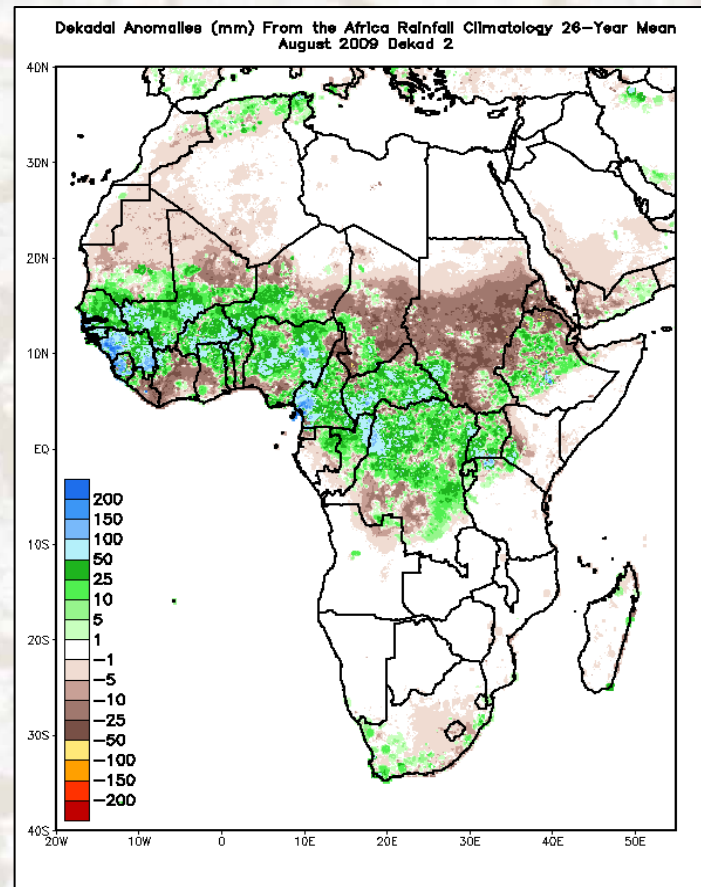 Dekadal Anomalies (mm) From the Africa Rainfall Climatology 26-Year Mean
August 2009 Dekad 2
40N
30N
20N
10N
EQ
10S
20S
30S
40S
200
150
100
50
25
10
5
1
-1
-5
-10
-25
-50
-100
-150
-200
20W 10W 0 10E 20E 30E 40E 50E